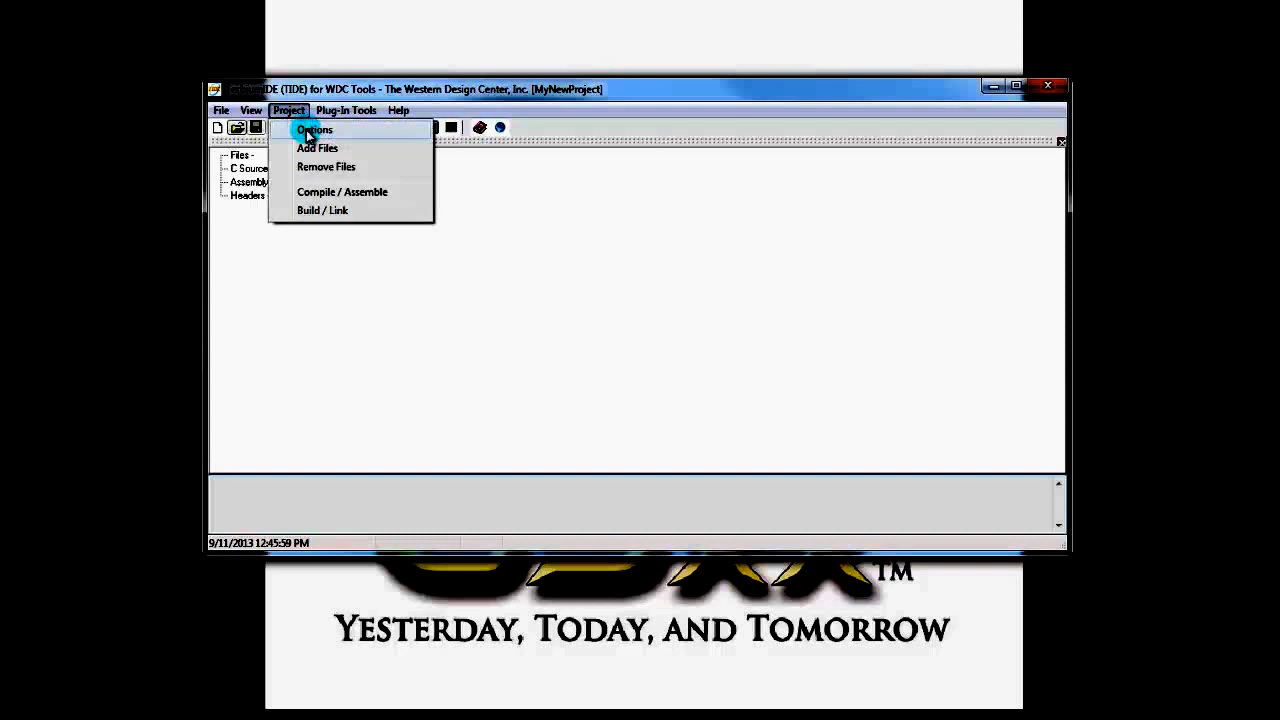 IDE (TIDE) for WDC Tools - The Western Design Center, Inc. [MyNewProject]
File View Project Plug-In Tools Help
Options
Add Files
Remove Files
Compile / Assemble
Build / Link
Files -
C Source
Assembly
Headers
9/11/2013 12:45:59 PM
TM
YESTERDAY, TODAY, AND TOMORROW